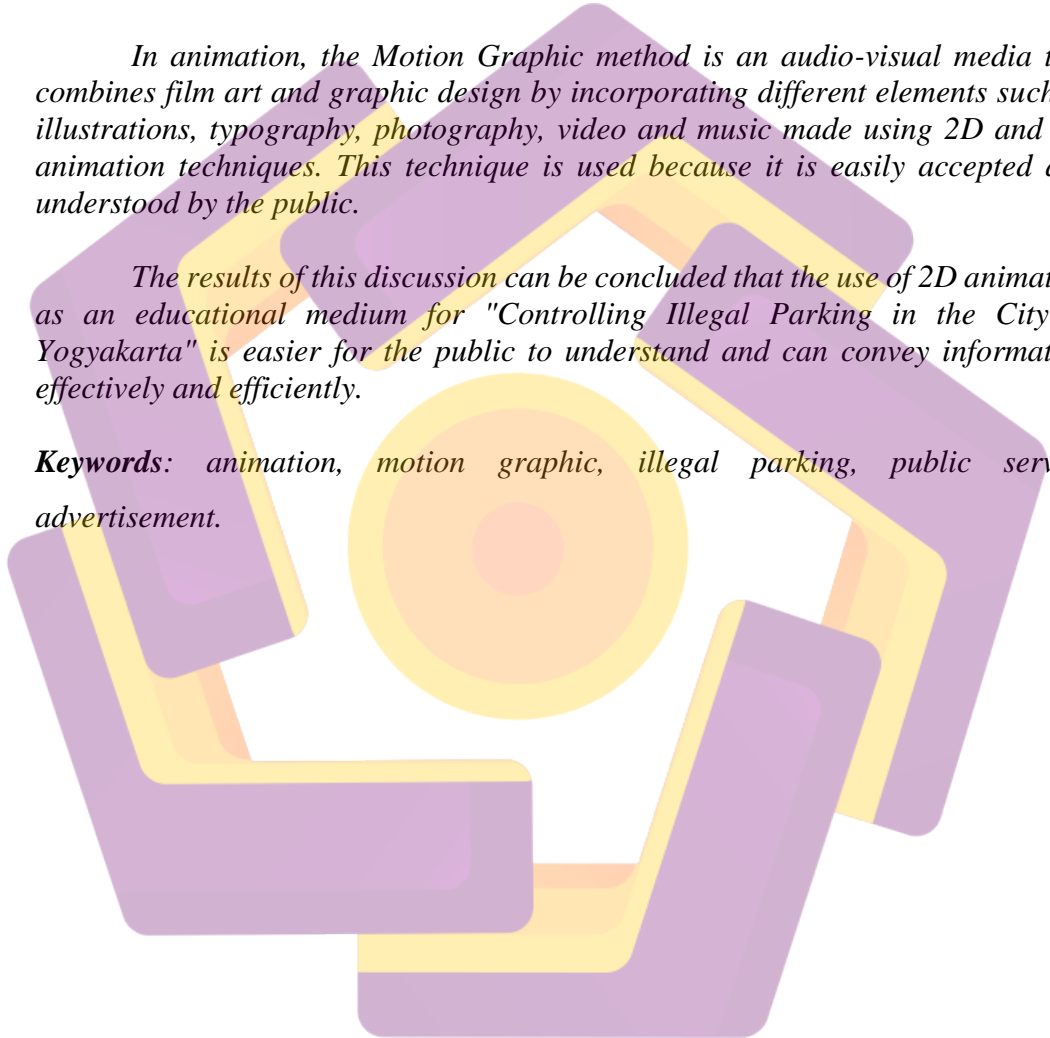 In animation, the Motion Graphic method is an audio-visual media
combines film art and graphic design by incorporating different elements such
illustrations, typography, photography, video and music made using 2D and
animation techniques. This technique is used because it is easily accepted
understood by the public.
The results of this discussion can be concluded that the use of 2D
as an educational medium for "Controlling Illegal Parking in the City
Yogyakarta" is easier for the public to understand and can convey
effectively and efficiently.
Keywords: animation, motion graphic, illegal parking, public
advertisement.